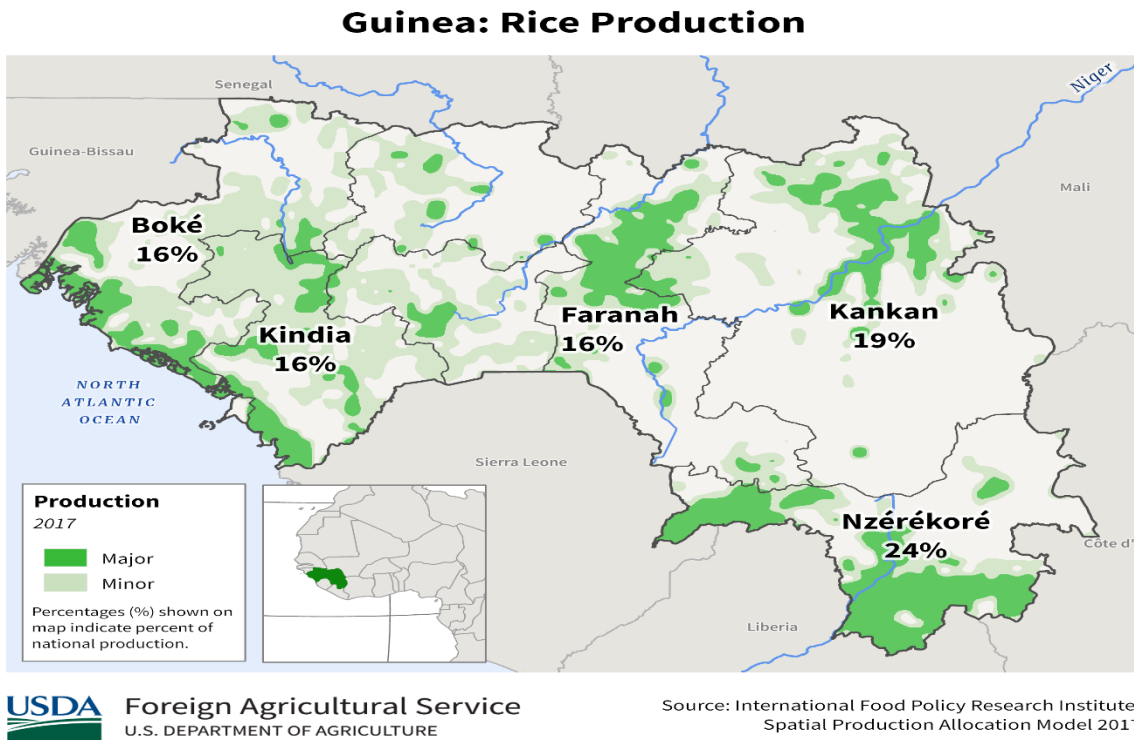 Guinea: Rice Production
Senegal
Niger
Guinea-Bissau
Mali
Boké
16%
Faranah
16%
Kankan
19%
Kindia
16%
NORTH
ATLANTIC
OCEAN
Sierra Leone
Nzérékoré
24%
Côte d'
Liberia
Production
2017
Major
Minor
Percentages (%) shown on
map indicate percent of
national production.
USDA
Foreign Agricultural Service
U.S. DEPARTMENT OF AGRICULTURE
Source: International Food Policy Research Institute
Spatial Production Allocation Model 2017